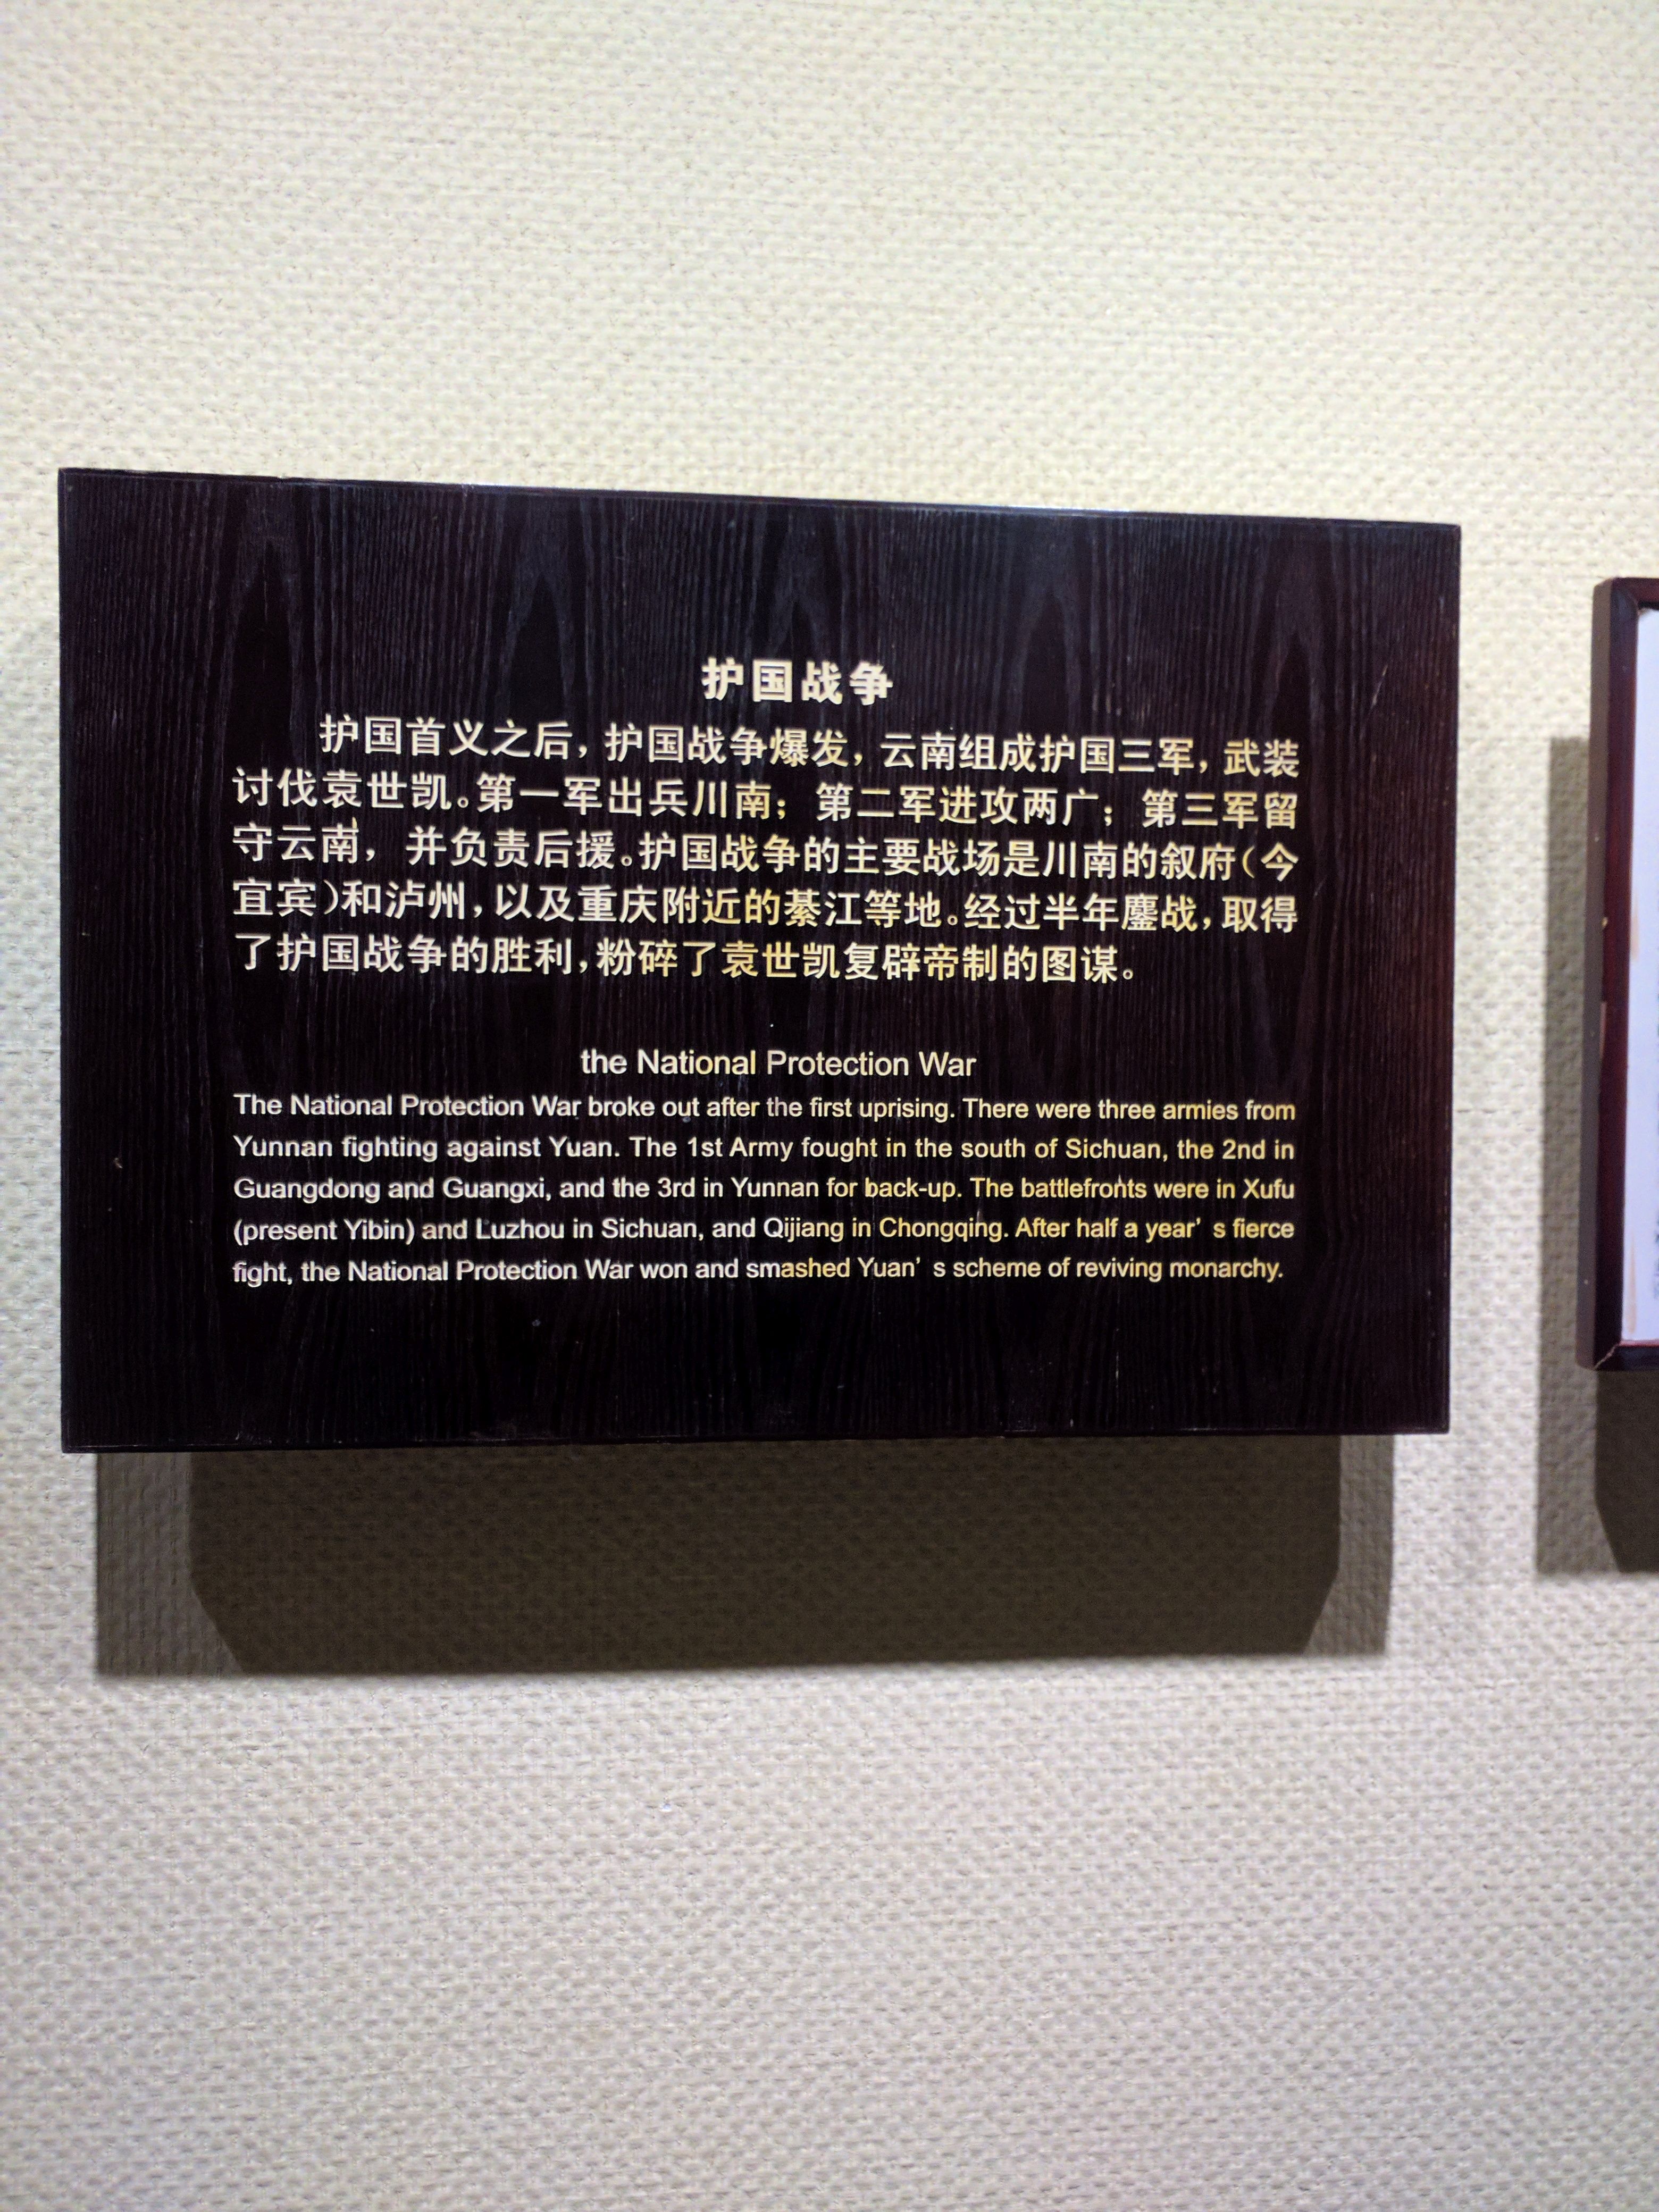 护国战争
护国首义之后，护国战争爆发，云南组成护国三军，武装
讨伐袁世凯。第一军出兵川南；第二军进攻两广；第三军留
守云南，并负责后援。护国战争的主要战场是川南的叙府（今
宜宾）和泸州，以及重庆附近的綦江等地。经过半年鏖战，取得
了护国战争的胜利，粉碎了袁世凯复辟帝制的图谋。
the National Protection War
The National Protection War broke out after the first uprising. There were three armies from
Yunnan fighting against Yuan. The 1st Army fought in the south of Sichuan, the 2nd in
Guangdong and Guangxi, and the 3rd in Yunnan for back-up. The battlefronts were in Xufu
(present Yibin) and Luzhou in Sichuan, and Qijiang in Chongqing. After half a year’ s fierce
fight, the National Protection War won and smashed Yuan’ s scheme of reviving monarchy.